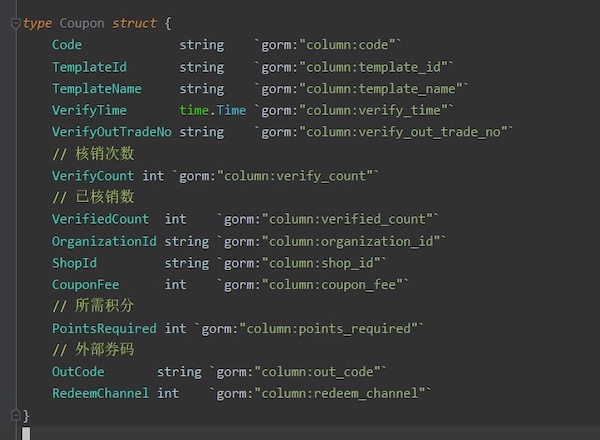 type Coupon struct {
Code string `gorm:"column:code"`
TemplateId string `gorm:"column:template_id"`
TemplateName string `gorm:"column:template_name"`
VerifyTime time.Time `gorm:"column:verify_time"`
VerifyOutTradeNo string `gorm:"column:verify_out_trade_no"`
// 核销次数
VerifyCount int `gorm:"column:verify_count"`
// 已核销数
VerifiedCount int `gorm:"column:verified_count"`
OrganizationId string `gorm:"column:organization_id"`
ShopId string `gorm:"column:shop_id"`
CouponFee int `gorm:"column:coupon_fee"`
// 所需积分
PointsRequired int `gorm:"column:points_required"`
// 外部券码
OutCode string `gorm:"column:out_code"`
RedeemChannel int `gorm:"column:redeem_channel"`
}